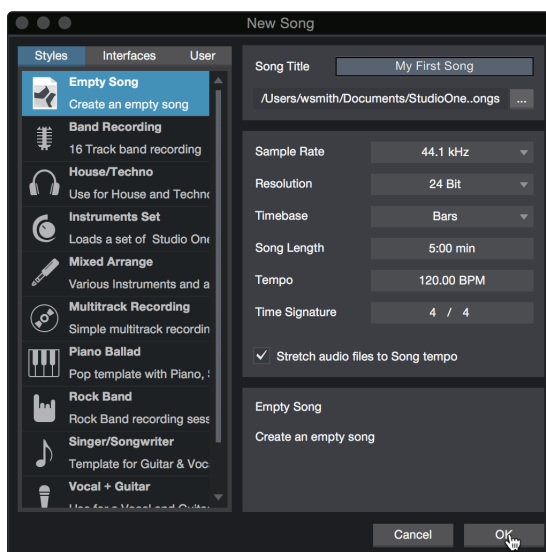 New Song
Styles Interfaces User
Empty Song
Create an empty song
Band Recording
16 Track band recording
House/Techno
Use for House and Techno
Instruments Set
Loads a set of Studio One
Mixed Arrange
Various Instruments and a
Multitrack Recording
Simple multitrack recordin
Piano Ballad
Pop template with Piano,
Rock Band
Rock Band recording sess
Singer/Songwriter
Template for Guitar & Voc
Vocal + Guitar
Song Title My First Song
/Users/wsmith/Documents/StudioOne..ongs ...
Sample Rate 44.1 kHz
Resolution 24 Bit
Timebase Bars
Song Length 5:00 min
Tempo 120.00 BPM
Time Signature 4 / 4
Stretch audio files to Song tempo
Empty Song
Create an empty song
Cancel OK